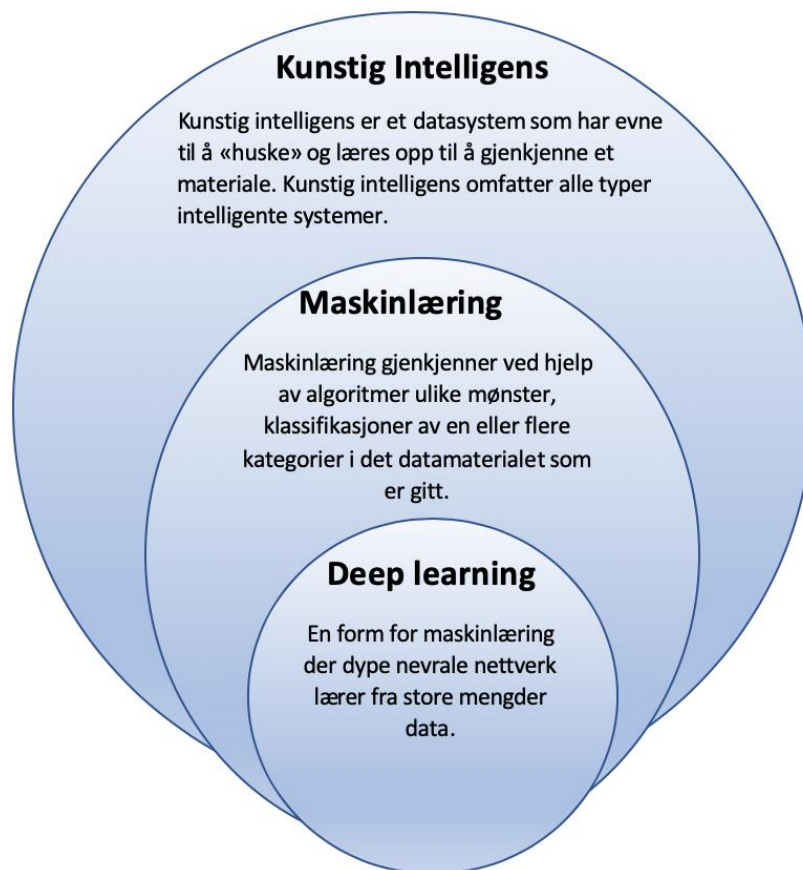 Kunstig Intelligens
Kunstig intelligens er et datasystem som har evne
til å «huske» og læres opp til å gjenkjenne et
materiale. Kunstig intelligens omfatter alle typer
intelligente systemer.
Maskinlæring
Maskinlæring gjenkjenner ved hjelp
av algoritmer ulike mønster,
klassifikasjoner av en eller flere
kategorier i det datamaterialet som
er gitt.
Deep learning
En form for maskinlæring
der dype nevrale nettverk
lærer fra store mengder
data.